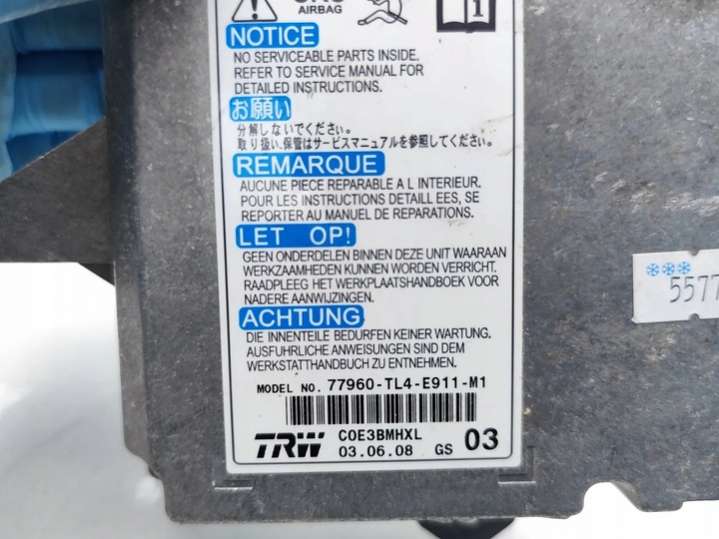 AIRBAG
NOTICE
NO SERVICEABLE PARTS INSIDE.
REFER TO SERVICE MANUAL FOR
DETAILED INSTRUCTIONS.
お願い
分解しないでください。
取り扱い、保管はサービスマニュアルを参照してください。
REMARQUE
AUCUNE PIECE REPARABLE A L INTERIEUR.
POUR LES INSTRUCTIONS DETAILL EES, SE
REPORTER AU MANUEL DE REPARATIONS.
LET OP!
GEEN ONDERDELEN BINNEN DEZE UNIT WAARAAN
WERKZAAMHEDEN KUNNEN WORDEN VERRICHT.
RAADPLEEG HET WERKPLAATSHANDBOEK VOOR
NADERE AANWIJZINGEN.
ACHTUNG
DIE INNENTEILE BEDÜRFEN KEINER WARTUNG.
AUSFUHRLICHE ANWEISUNGEN SIND DEM
WERKSTATTHANDBUCH ZU ENTNEHMEN.
MODEL NO. 77960-TL4-E911-M1
TRW C0E3BMHXL
03.06.08 GS 03
5577